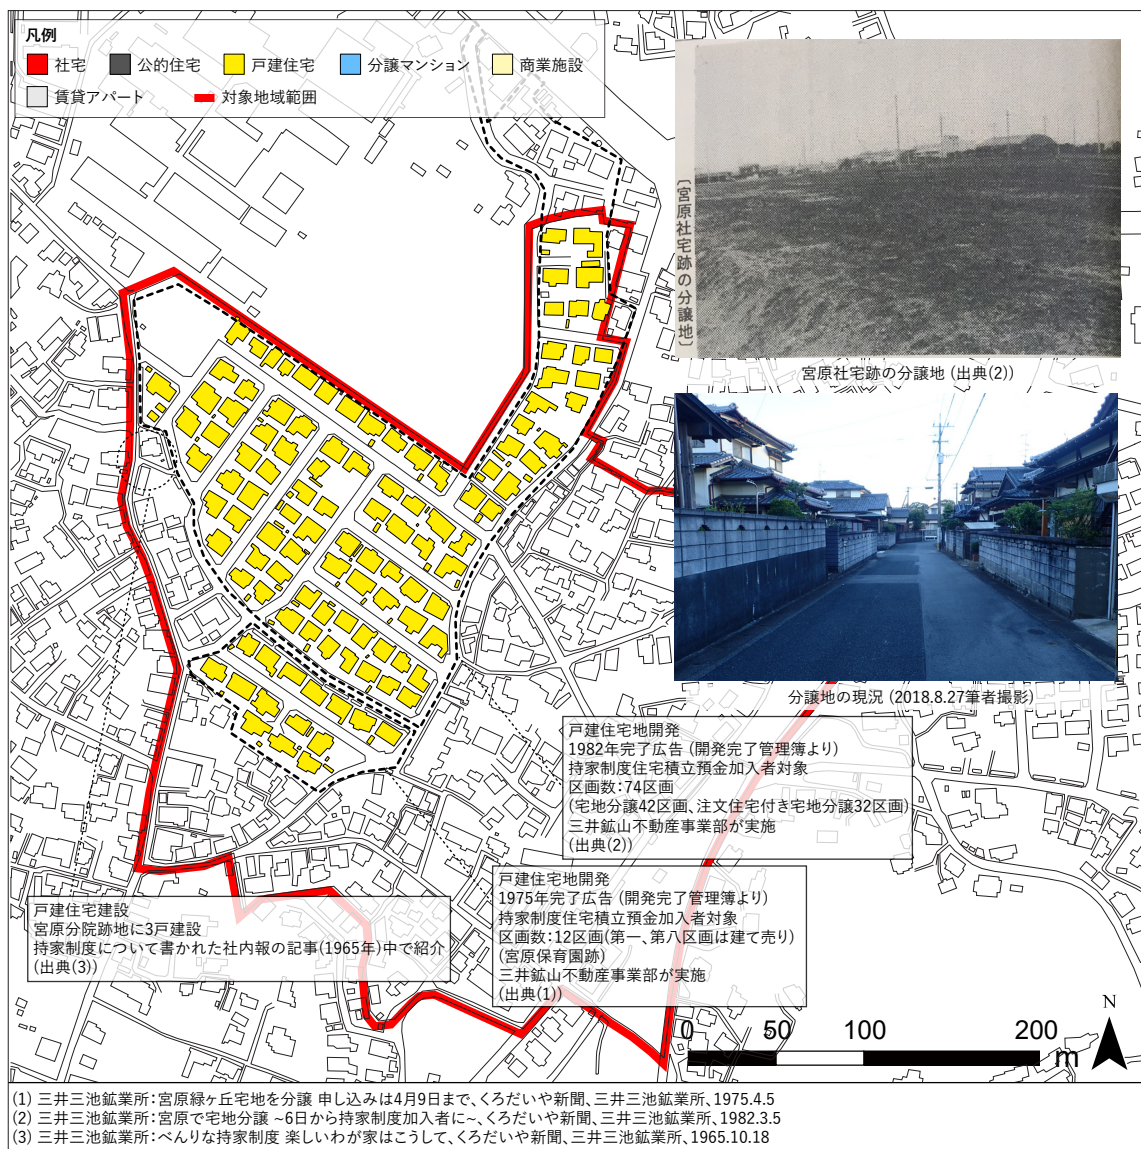 凡例
社宅 公的住宅 戸建住宅 分譲マンション 商業施設
賃貸アパート 対象地域範囲
〔宮原社宅跡の分譲地〕
宮原社宅跡の分譲地 (出典(2))
分譲地の現況 (2018.8.27筆者撮影)
戸建住宅地開発
1982年完了広告 (開発完了管理簿より)
持家制度住宅積立預金加入者対象
区画数:74区画
(宅地分譲42区画、注文住宅付き宅地分譲32区画)
三井鉱山不動産事業部が実施
(出典(2))
戸建住宅地開発
1975年完了広告 (開発完了管理簿より)
持家制度住宅積立預金加入者対象
区画数:12区画(第一、第八区画は建て売り)
(宮原保育園跡)
三井鉱山不動産事業部が実施
(出典(1))
戸建住宅建設
宮原分院跡地に3戸建設
持家制度について書かれた社内報の記事(1965年)中で紹介
(出典(3))
0 50 100 200
m
N
(1) 三井三池鉱業所:宮原緑ヶ丘宅地を分譲 申し込みは4月9日まで、くろだいや新聞、三井三池鉱業所、1975.4.5
(2) 三井三池鉱業所:宮原で宅地分譲 ~6日から持家制度加入者に~、くろだいや新聞、三井三池鉱業所、1982.3.5
(3) 三井三池鉱業所:べんりな持家制度 楽しいわが家はこうして、くろだいや新聞、三井三池鉱業所、1965.10.18